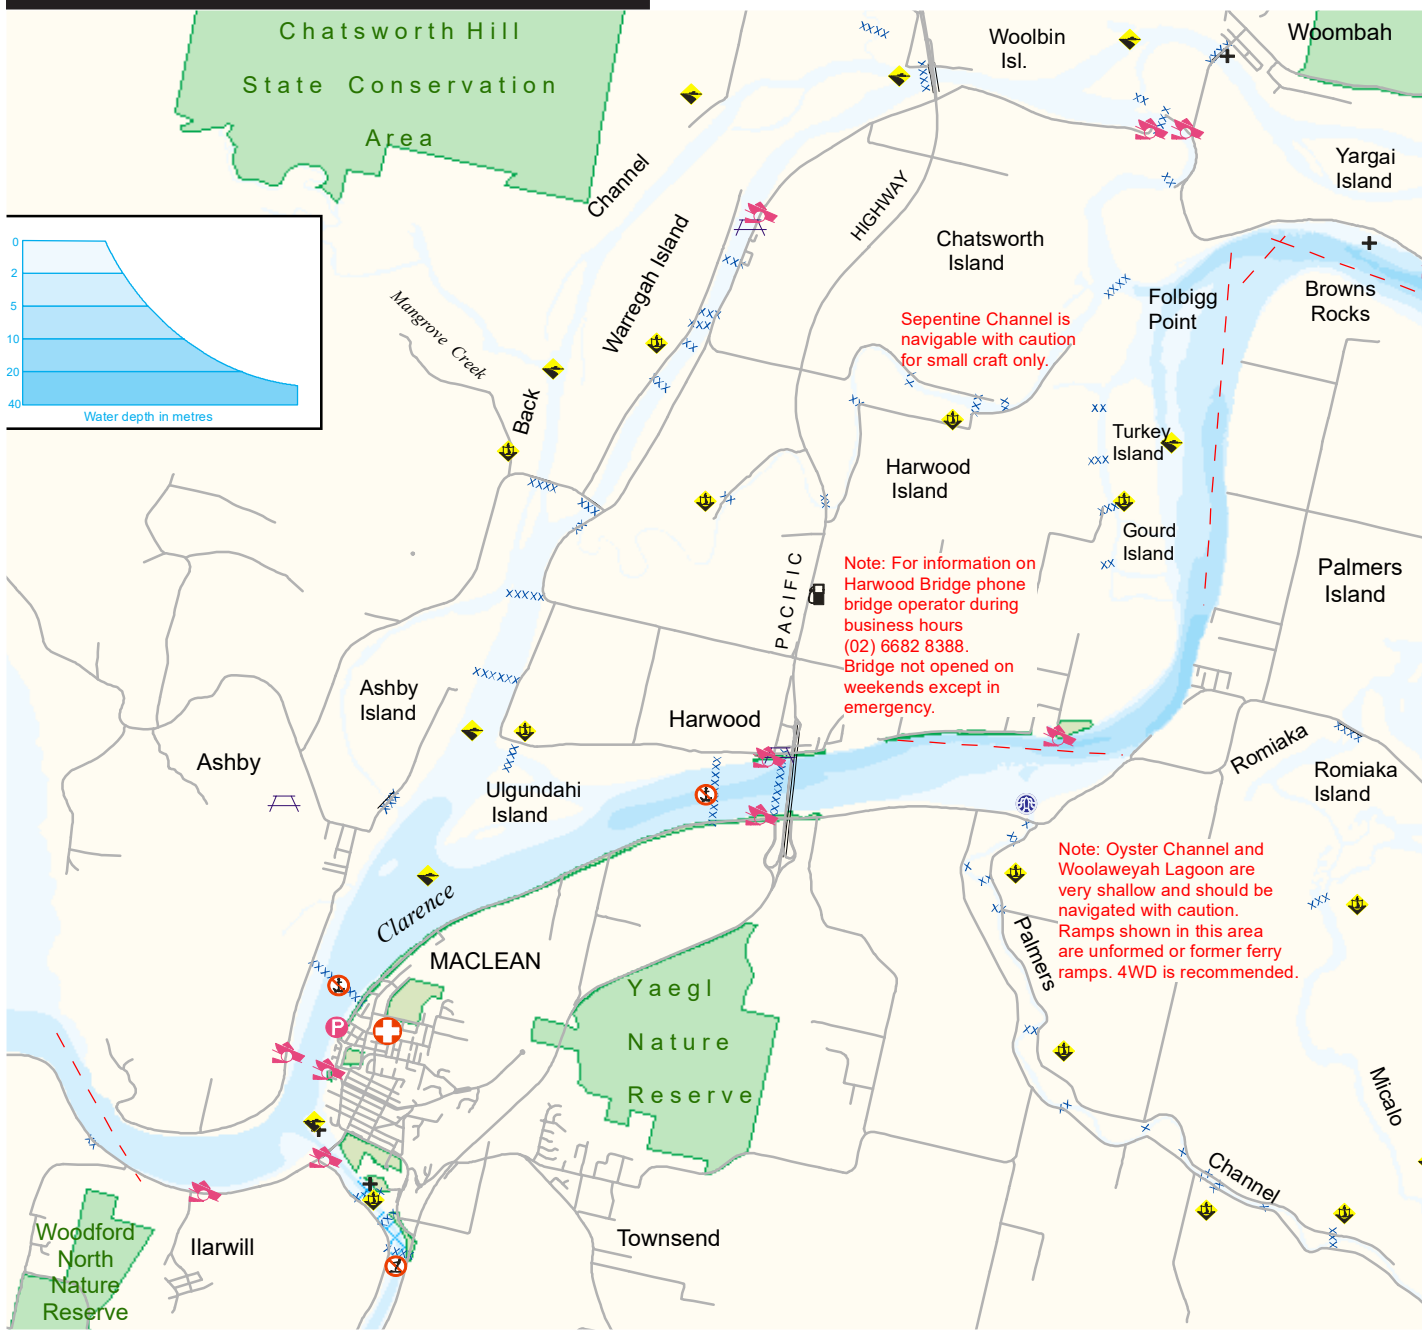 Chatsworth Hill
State Conservation
Area
Woolbin
Isl.
Woombah
Yargai
Island
Channel
HIGHWAY
Warregah Island
Chatsworth
Island
Folbigg
Point
Browns
Rocks
0
2
5
10
20
40
Water depth in metres
Mangrove Creek
Back
Sepentine Channel is
navigable with caution
for small craft only.
Turkey
Island
Harwood
Island
Gourd
Island
PACIFIC
Note: For information on
Harwood Bridge phone
bridge operator during
business hours
(02) 6682 8388.
Bridge not opened on
weekends except in
emergency.
Palmers
Island
Ashby
Island
Harwood
Ashby
Ulgundahi
Island
Romiaka
Romiaka
Island
Clarence
MACLEAN
Note: Oyster Channel and
Woolaweyah Lagoon are
very shallow and should be
navigated with caution.
Ramps shown in this area
are unformed or former ferry
ramps. 4WD is recommended.
Palmers
Yaegl
Nature
Reserve
P
Micalo
Channel
Woodford
North
Nature
Reserve
Ilarwill
Townsend